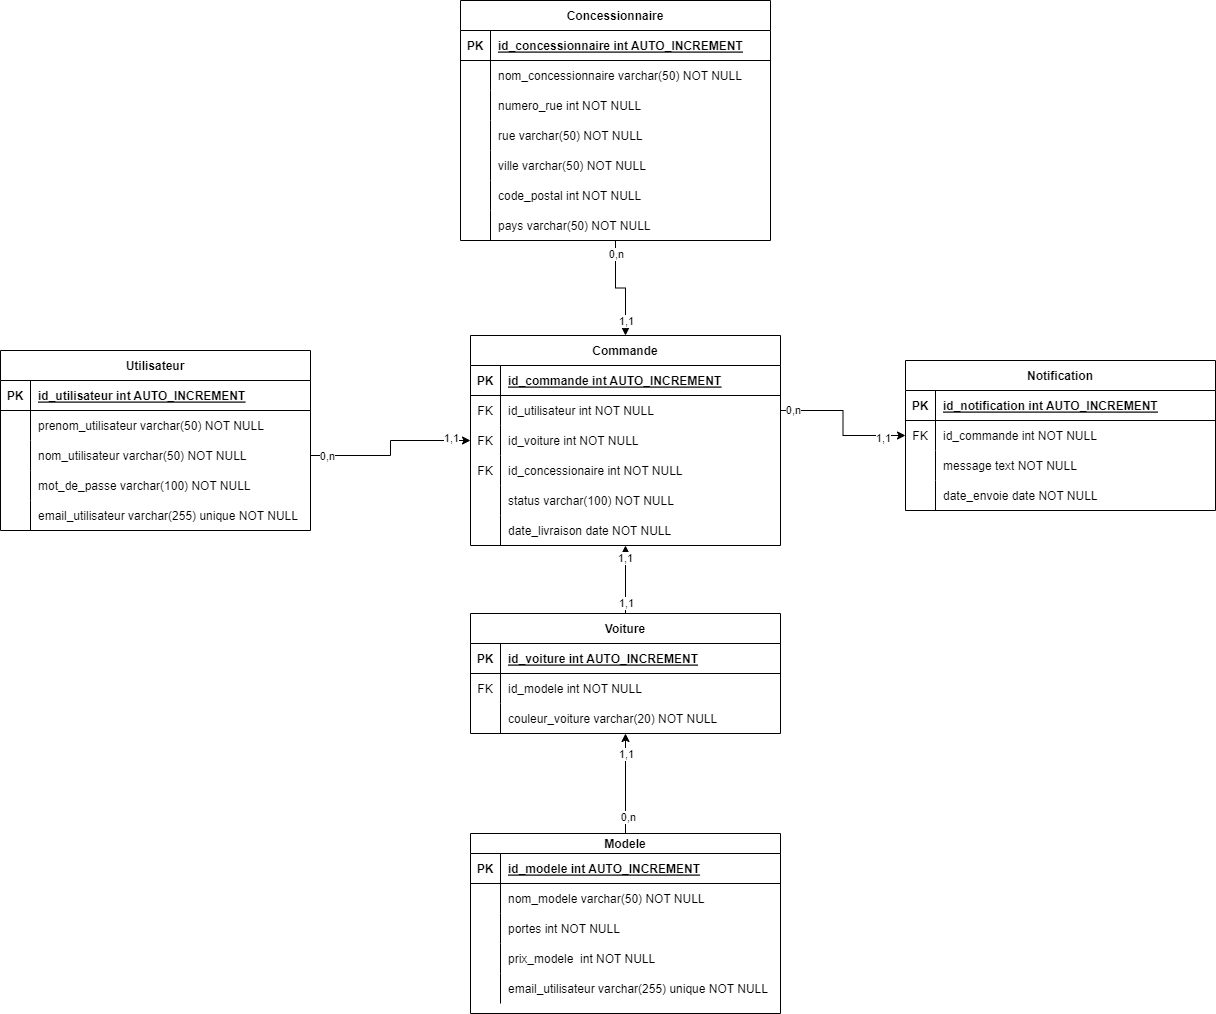 Concessionnaire
PK id_concessionnaire int AUTO_INCREMENT
nom_concessionnaire varchar(50) NOT NULL
numero_rue int NOT NULL
rue varchar(50) NOT NULL
ville varchar(50) NOT NULL
code_postal int NOT NULL
pays varchar(50) NOT NULL
0,n
1,1
Utilisateur
PK id_utilisateur int AUTO_INCREMENT
prenom_utilisateur varchar(50) NOT NULL
nom_utilisateur varchar(50) NOT NULL
mot_de_passe varchar(100) NOT NULL
email_utilisateur varchar(255) unique NOT NULL
0,n
1,1
Commande
PK id_commande int AUTO_INCREMENT
FK id_utilisateur int NOT NULL
FK id_voiture int NOT NULL
FK id_concessionaire int NOT NULL
status varchar(100) NOT NULL
date_livraison date NOT NULL
0,n
1,1
Notification
PK id_notification int AUTO_INCREMENT
FK id_commande int NOT NULL
message text NOT NULL
date_envoie date NOT NULL
1,1
1,1
Voiture
PK id_voiture int AUTO_INCREMENT
FK id_modele int NOT NULL
couleur_voiture varchar(20) NOT NULL
1,1
0,n
Modele
PK id_modele int AUTO_INCREMENT
nom_modele varchar(50) NOT NULL
portes int NOT NULL
prix_modele int NOT NULL
email_utilisateur varchar(255) unique NOT NULL